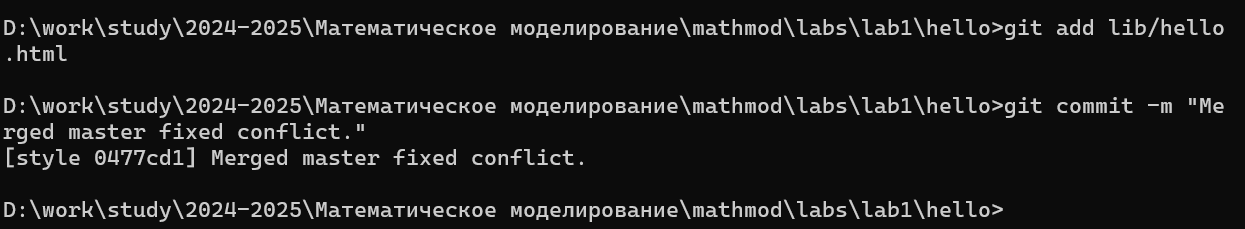 D:\work\study\2024-2025\Математическое моделирование\mathmod\labs\lab1\hello>git add lib/hello
.html
D:\work\study\2024-2025\Математическое моделирование\mathmod\labs\lab1\hello>git commit -m "Me
rged master fixed conflict."
[style 0477cd1] Merged master fixed conflict.
D:\work\study\2024-2025\Математическое моделирование\mathmod\labs\lab1\hello>